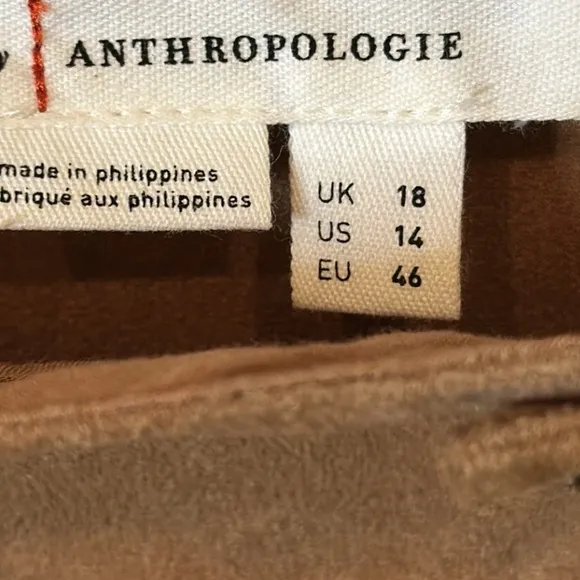 ANTHROPOLOGIE
made in philippines
briqué aux philippines
UK 18
US 14
EU 46